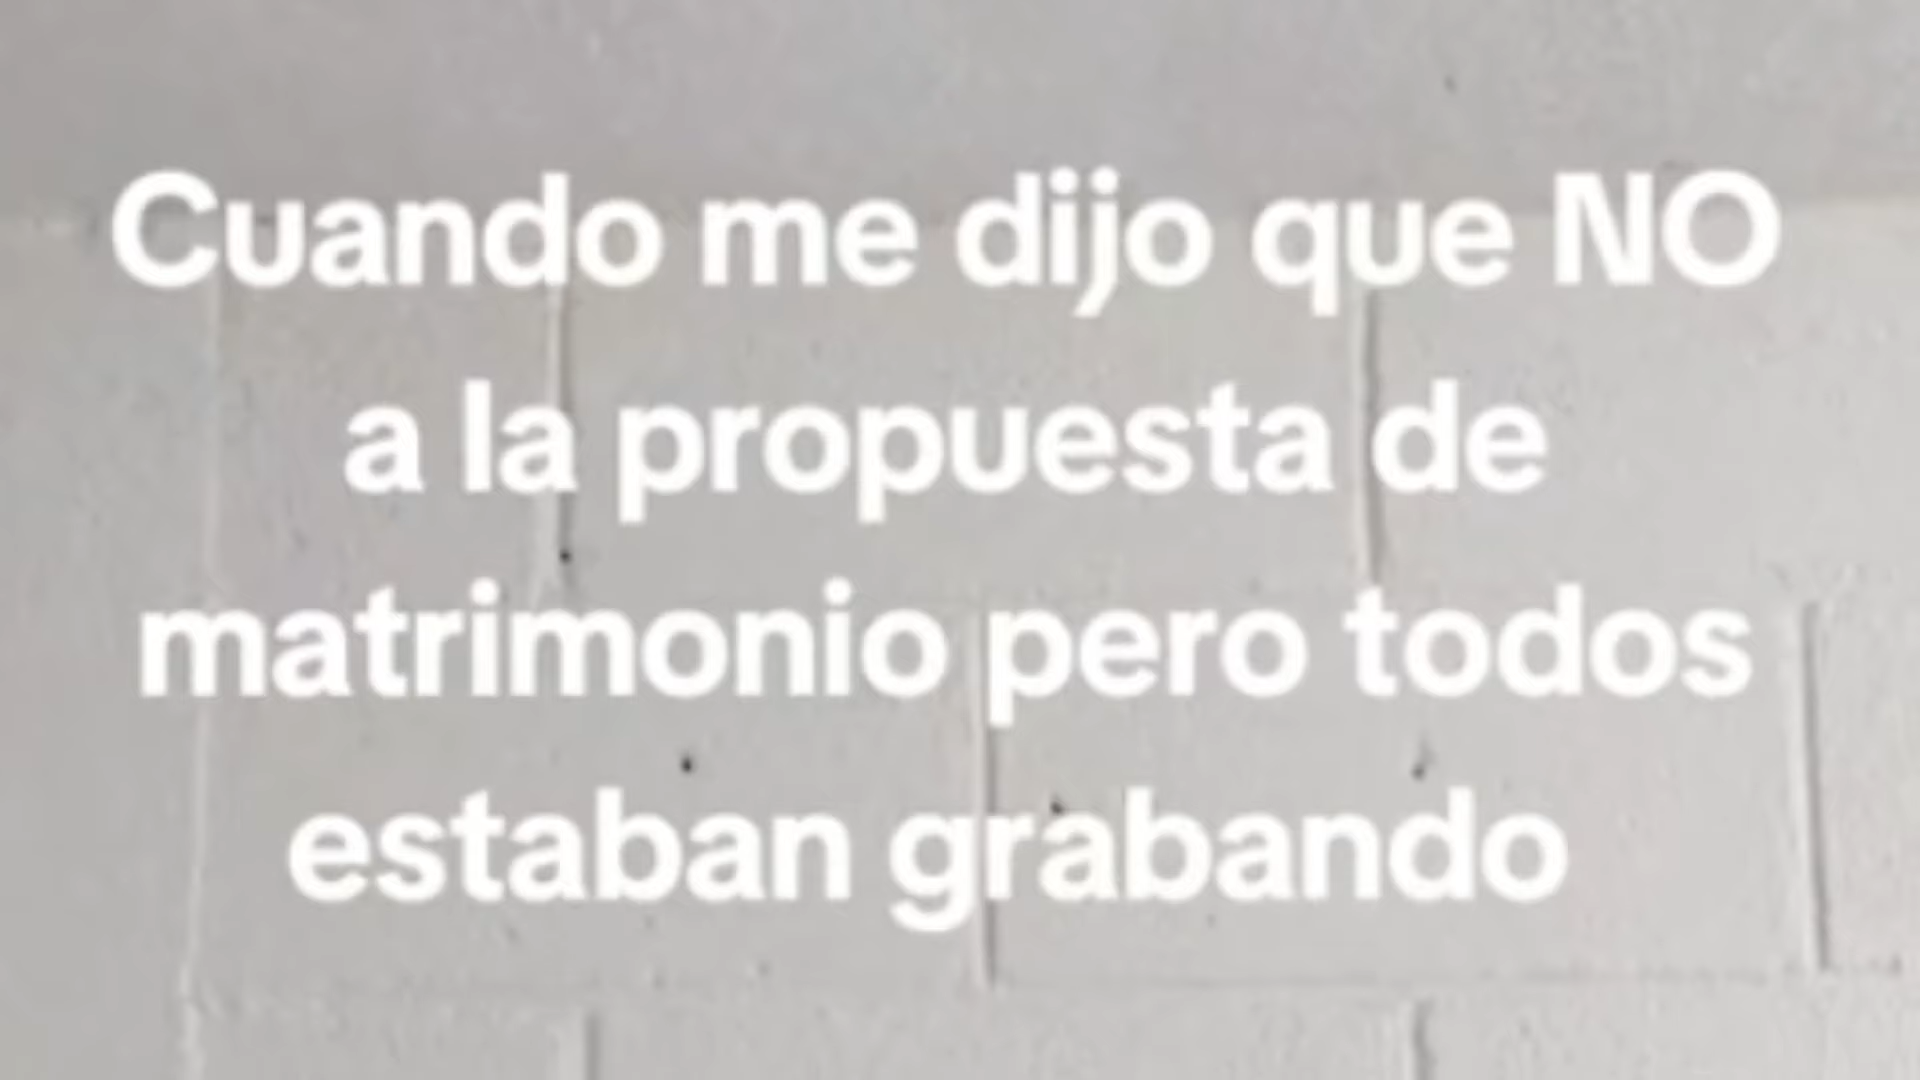 Cuando me dijo que NO
a la propuesta de
matrimonio pero todos
estaban grabando